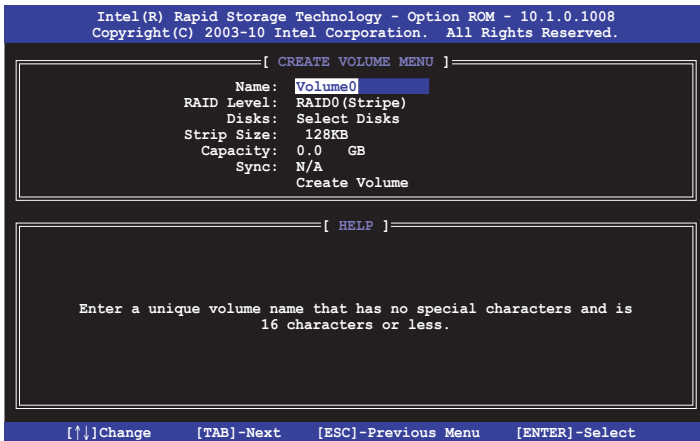 Intel(R) Rapid Storage Technology - Option ROM - 10.1.0.1008
Copyright(C) 2003-10 Intel Corporation. All Rights Reserved.
[ CREATE VOLUME MENU ]
Name: Volume0
RAID Level: RAID0(Stripe)
Disks: Select Disks
Strip Size: 128KB
Capacity: 0.0 GB
Sync: N/A
Create Volume
[ HELP ]
Enter a unique volume name that has no special characters and is
16 characters or less.
[↑↓]Change [TAB]-Next [ESC]-Previous Menu [ENTER]-Select